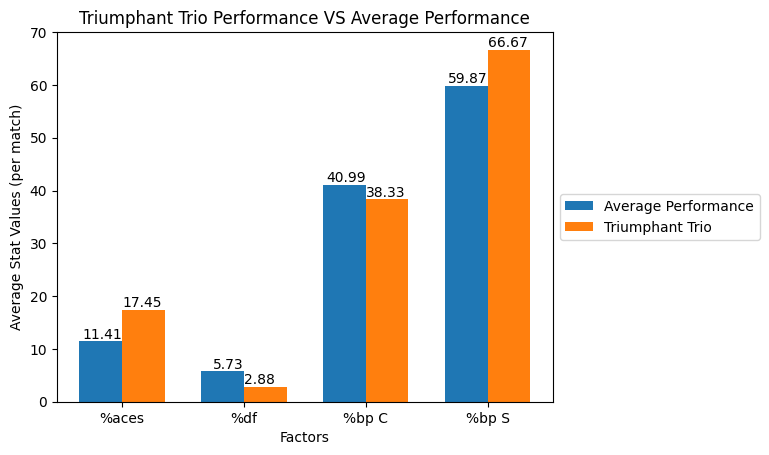 Triumphant Trio Performance VS Average Performance
Average Stat Values (per match)
70
60
50
40
30
20
10
0
11.41
17.45
5.73
2.88
40.99
38.33
59.87
66.67
%aces
%df
%bp C
%bp S
Factors
Average Performance
Triumphant Trio